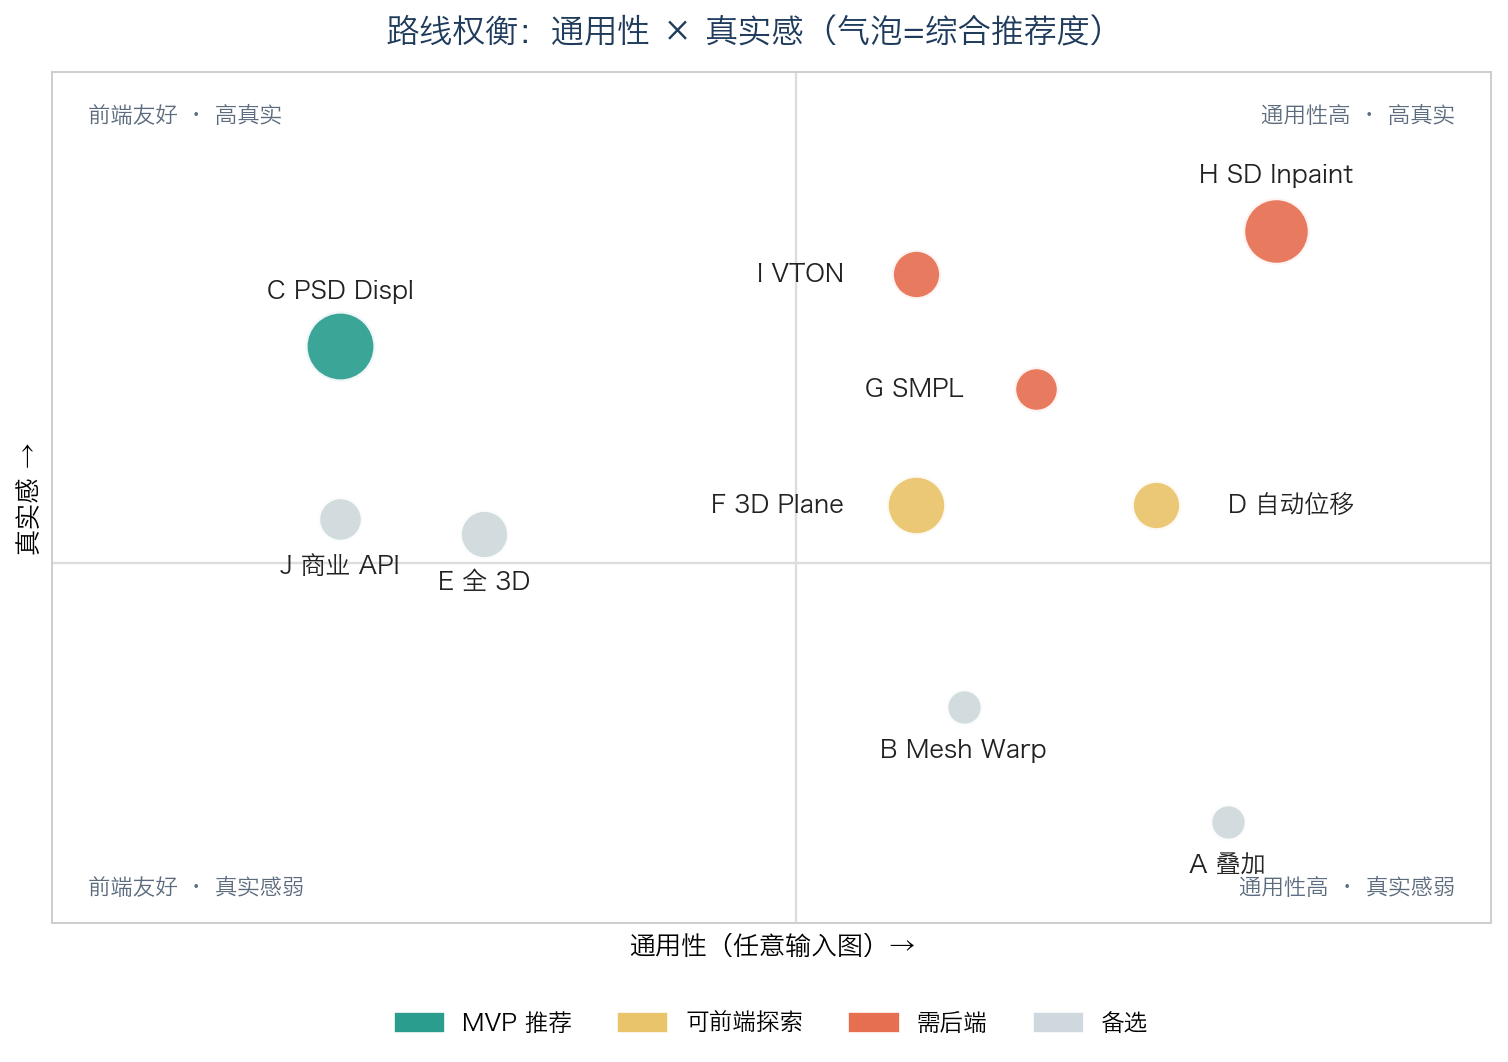 路线权衡：通用性 × 真实感（气泡=综合推荐度）
前端友好 · 高真实
通用性高 · 高真实
H SD Inpaint
I VTON
C PSD Displ
G SMPL
F 3D Plane
D 自动位移
J 商业 API
E 全 3D
B Mesh Warp
A 叠加
前端友好 · 真实感弱
通用性高 · 真实感弱
真实感 →
通用性（任意输入图）→
MVP 推荐
可前端探索
需后端
备选